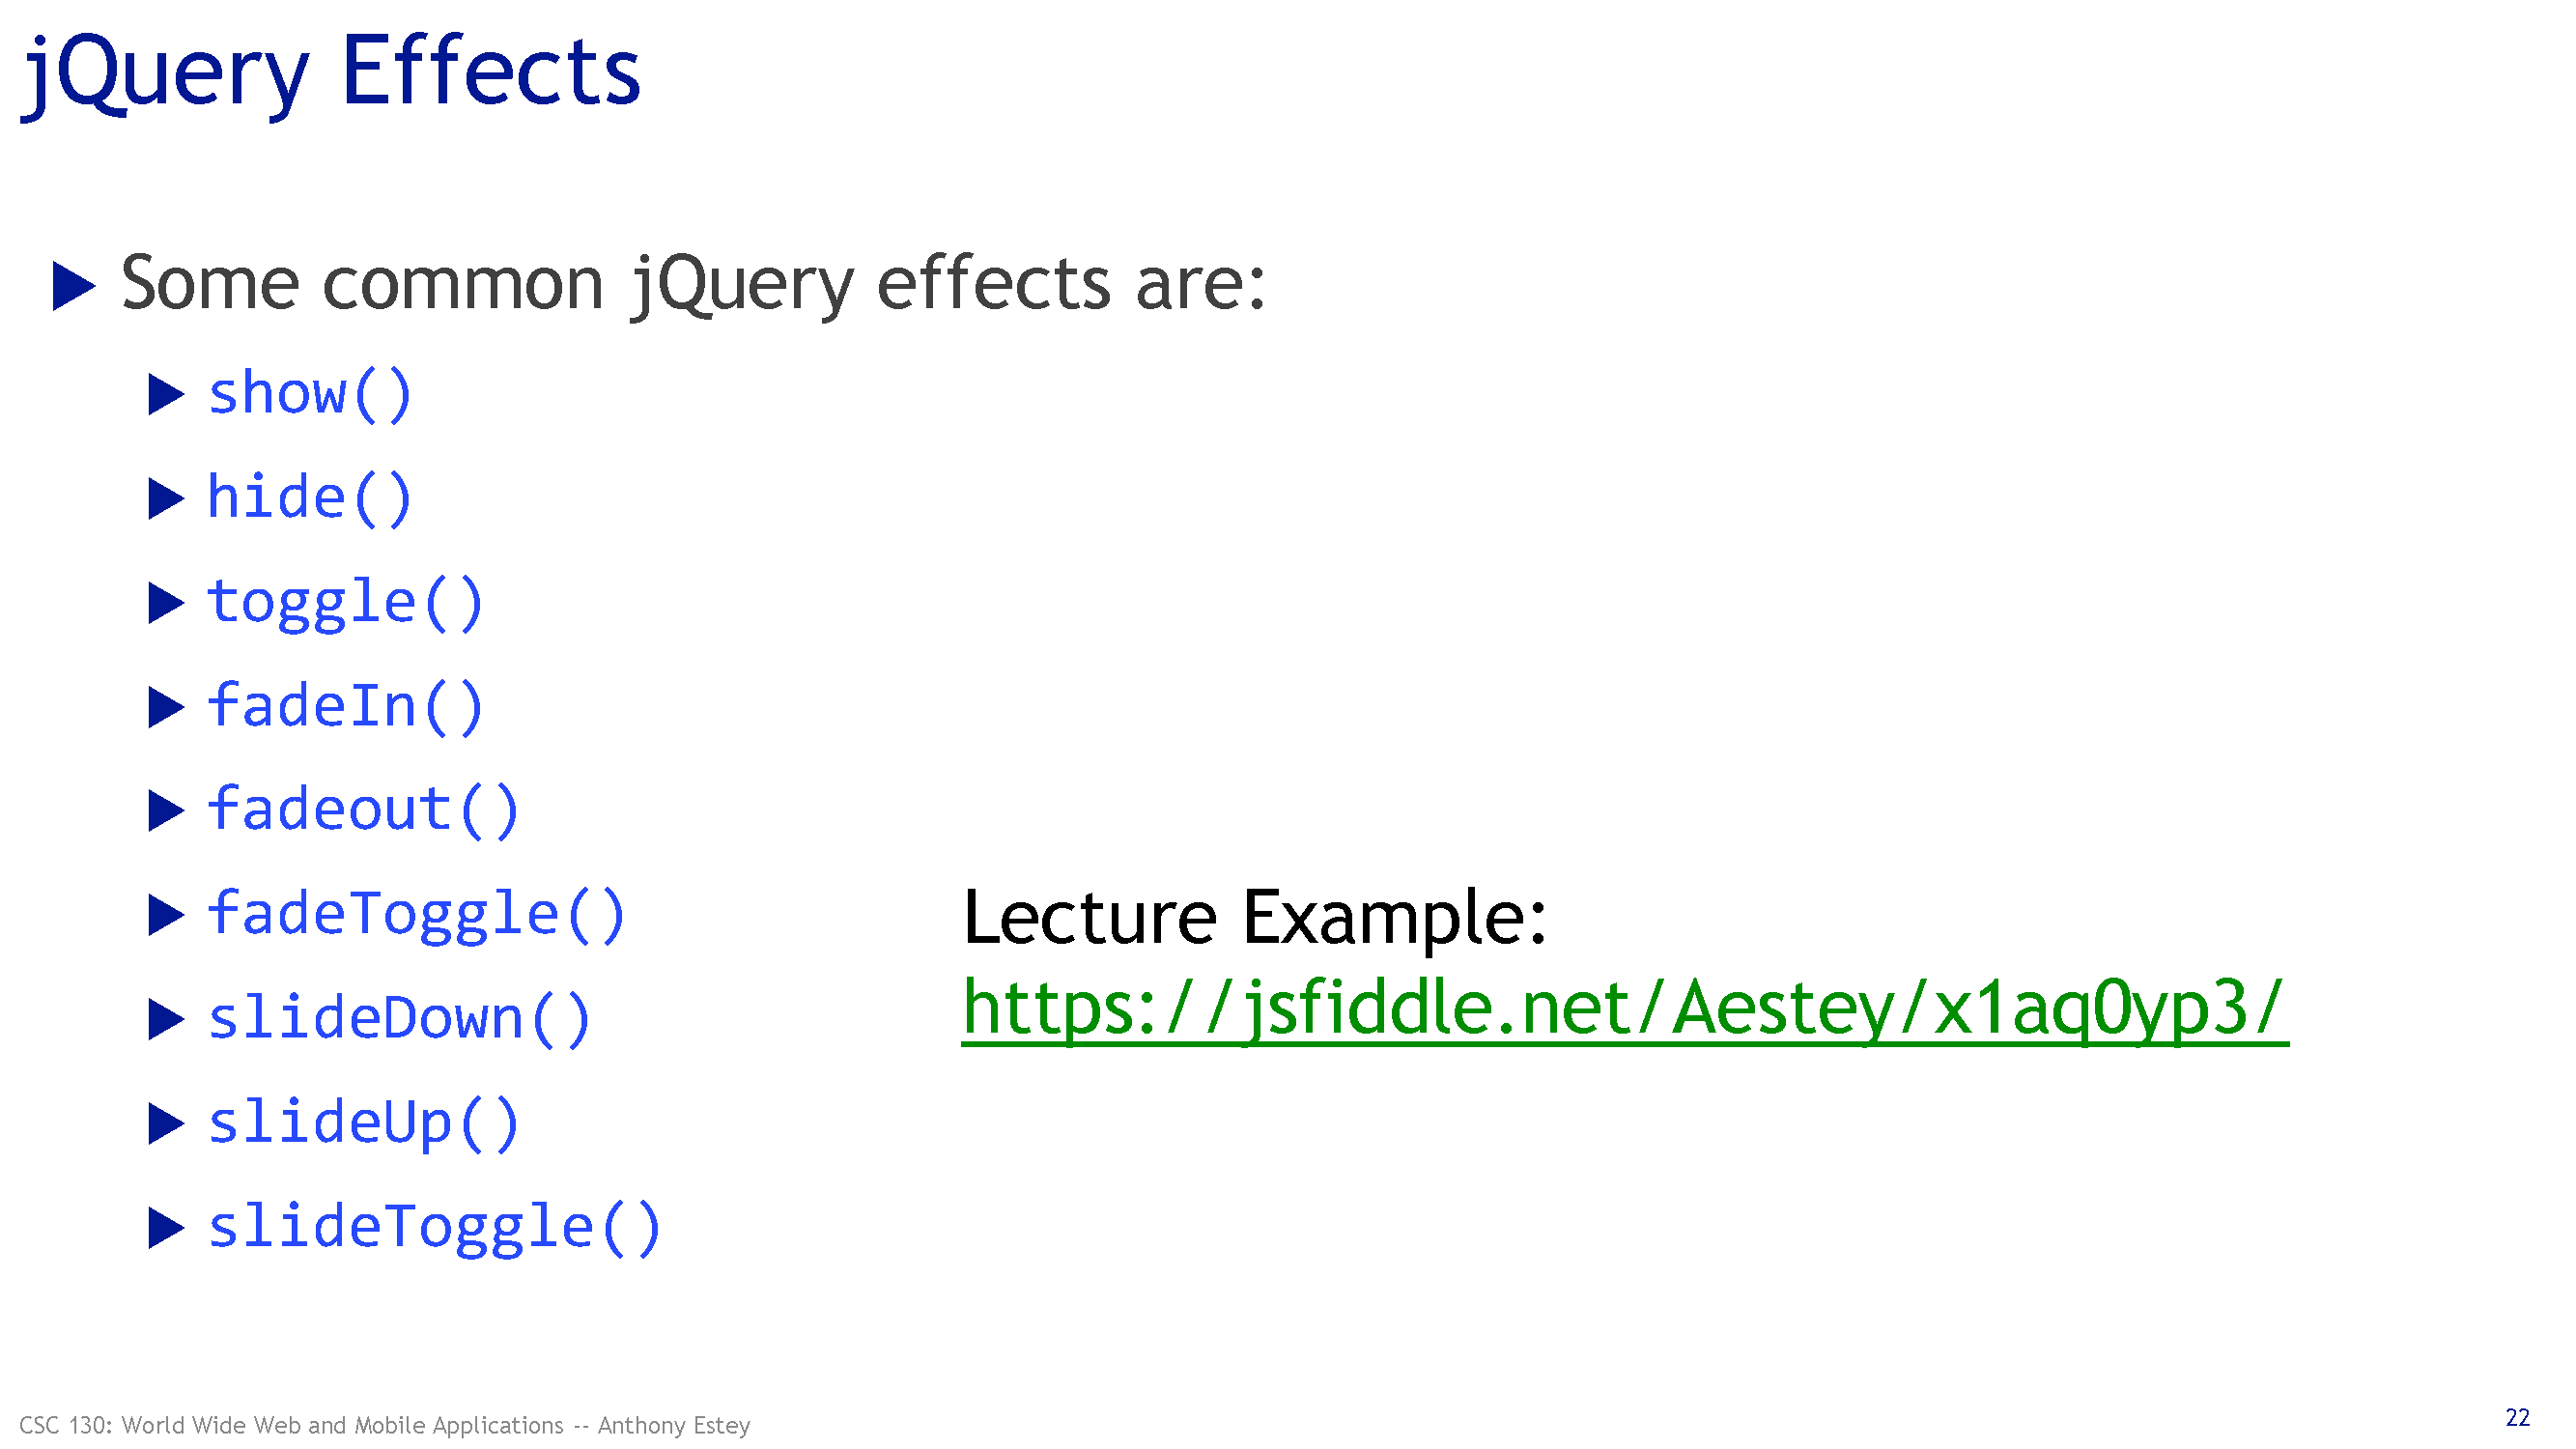 jQuery Effects
Some common jQuery effects are:
show()
hide()
toggle()
fadeIn()
fadeout()
fadeToggle()
slideDown()
slideUp()
slideToggle()
Lecture Example:
https://jsfiddle.net/Aestey/x1aq0yp3/
CSC 130: World Wide Web and Mobile Applications -- Anthony Estey
22